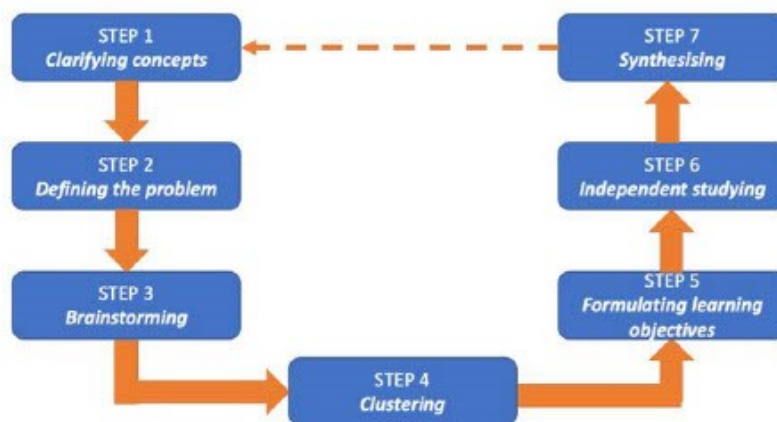 STEP 1
Clarifying concepts
STEP 2
Defining the problem
STEP 3
Brainstorming
STEP 4
Clustering
STEP 5
Formulating learning
objectives
STEP 6
Independent studying
STEP 7
Synthesising